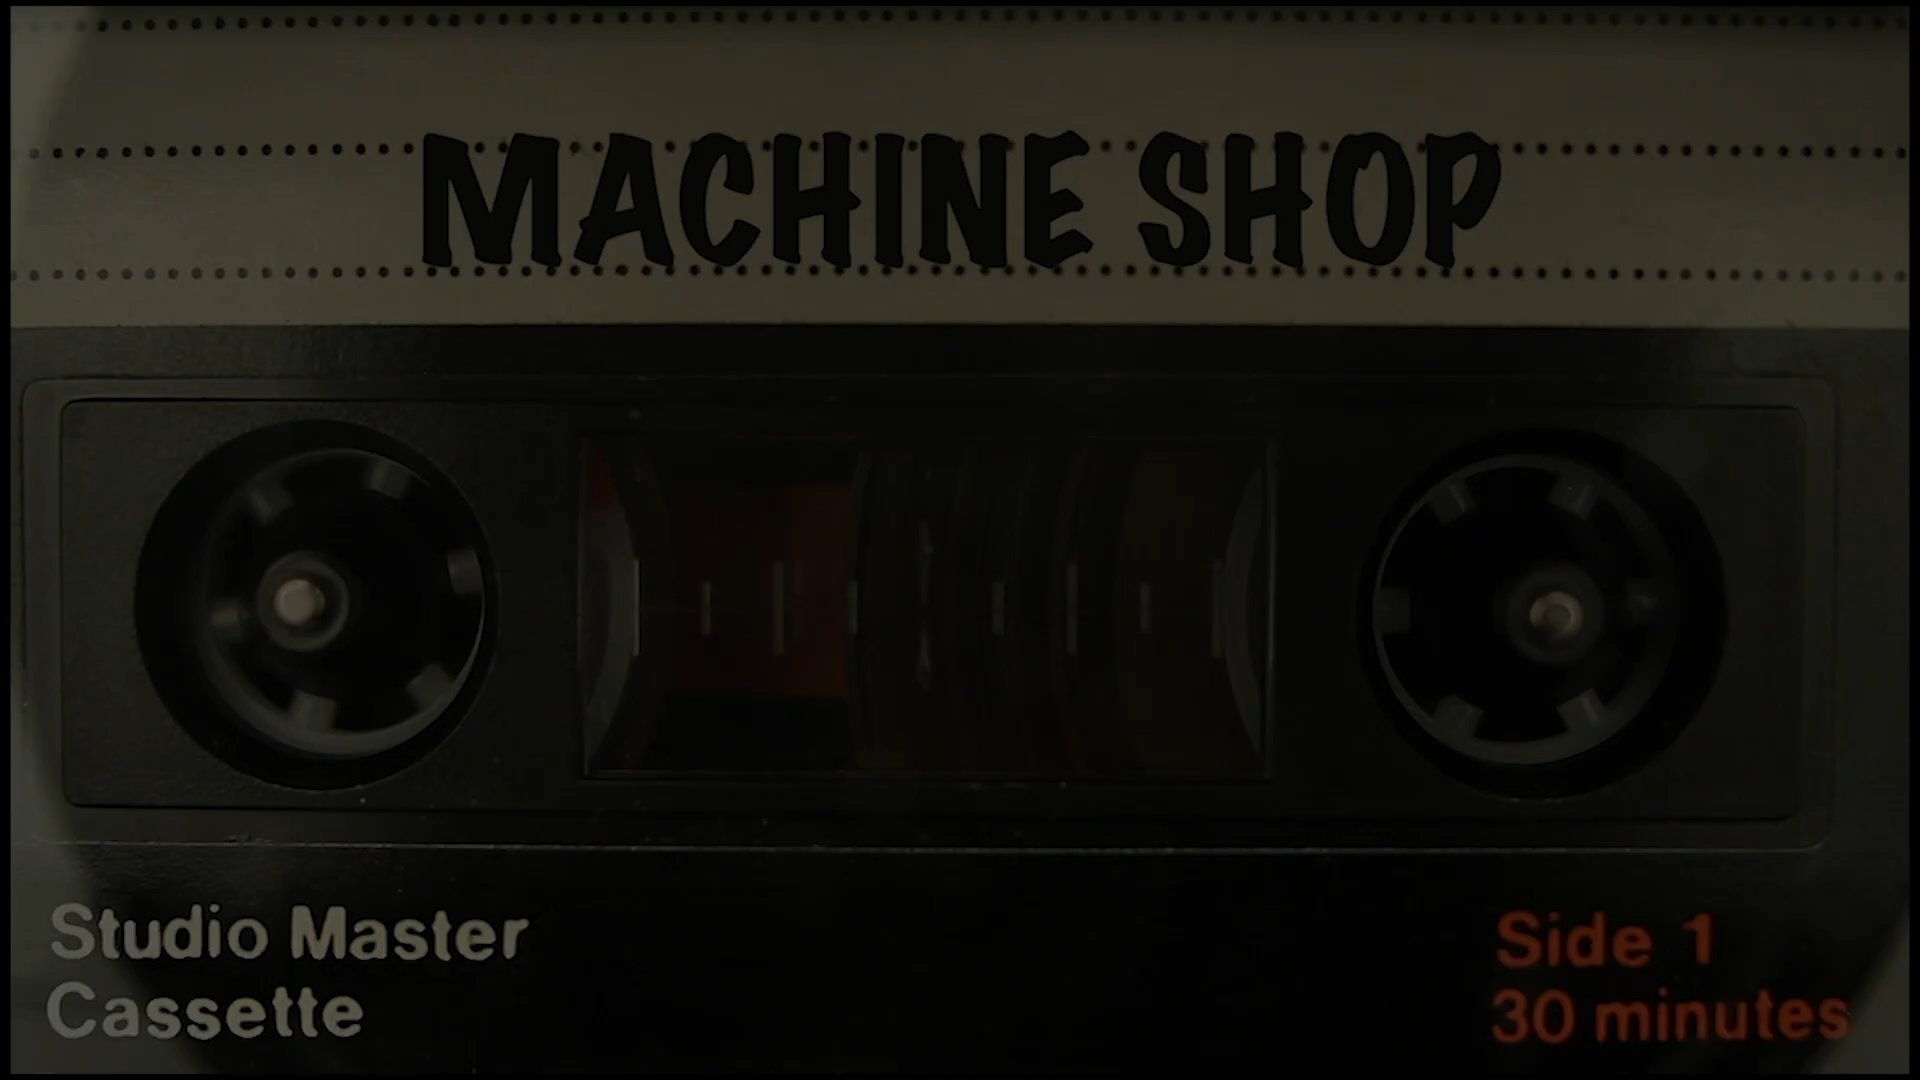 MACHINE SHOP
Studio Master
Cassette
Side 1
30 minutes